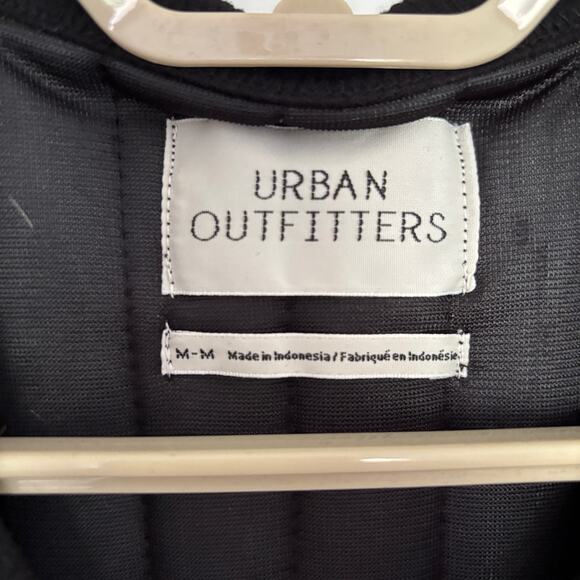 URBAN
OUTFITTERS
M-M Made in Indonesia / Fabriqué en Indonésie